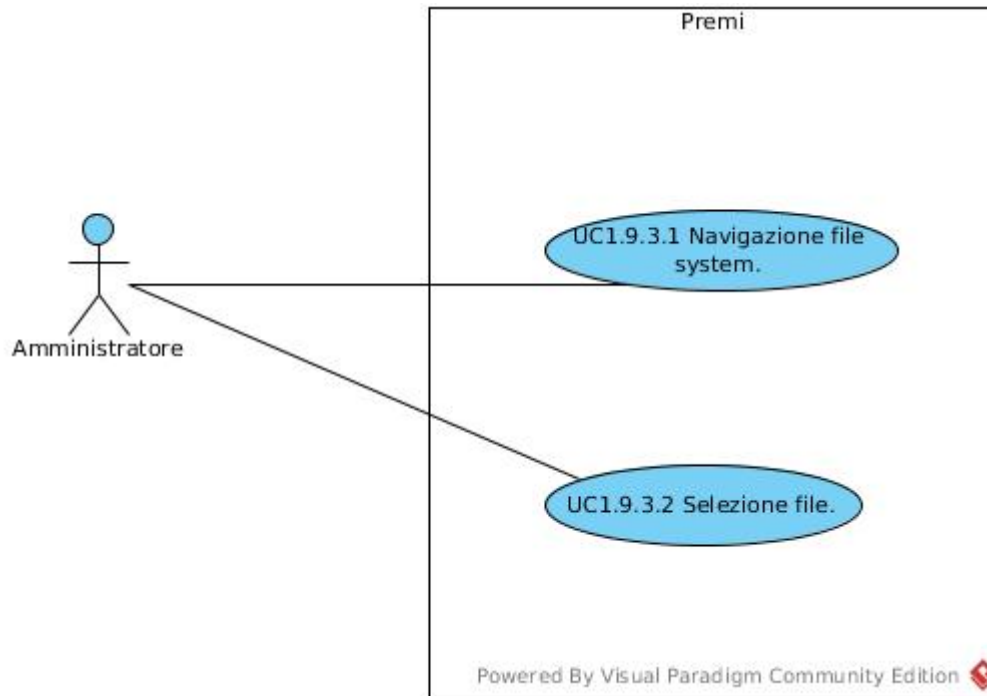 Premi
UC1.9.3.1 Navigazione file
system.
Amministratore
UC1.9.3.2 Selezione file.
Powered By Visual Paradigm Community Edition